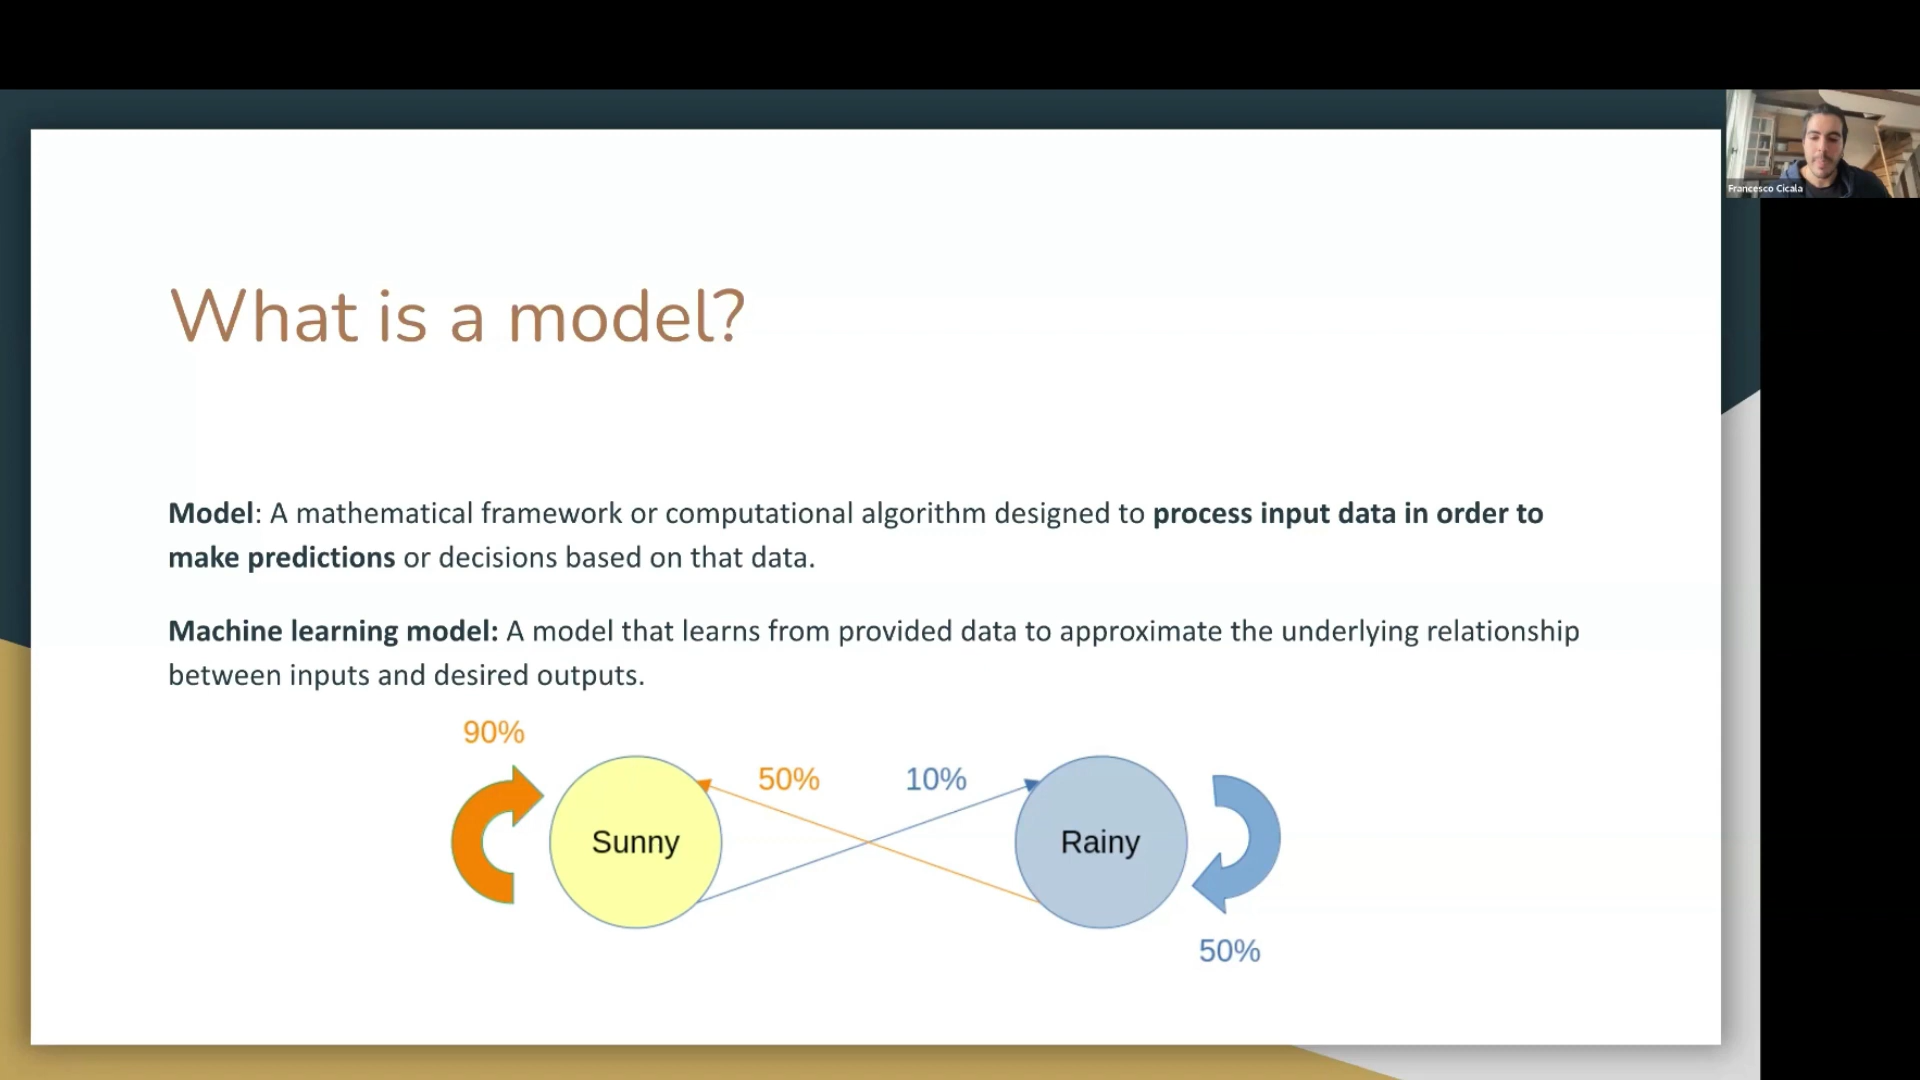 Francesco Cicala
What is a model?
Model: A mathematical framework or computational algorithm designed to process input data in order to
make predictions or decisions based on that data.
Machine learning model: A model that learns from provided data to approximate the underlying relationship
between inputs and desired outputs.
90%
50%
10%
Sunny
Rainy
50%